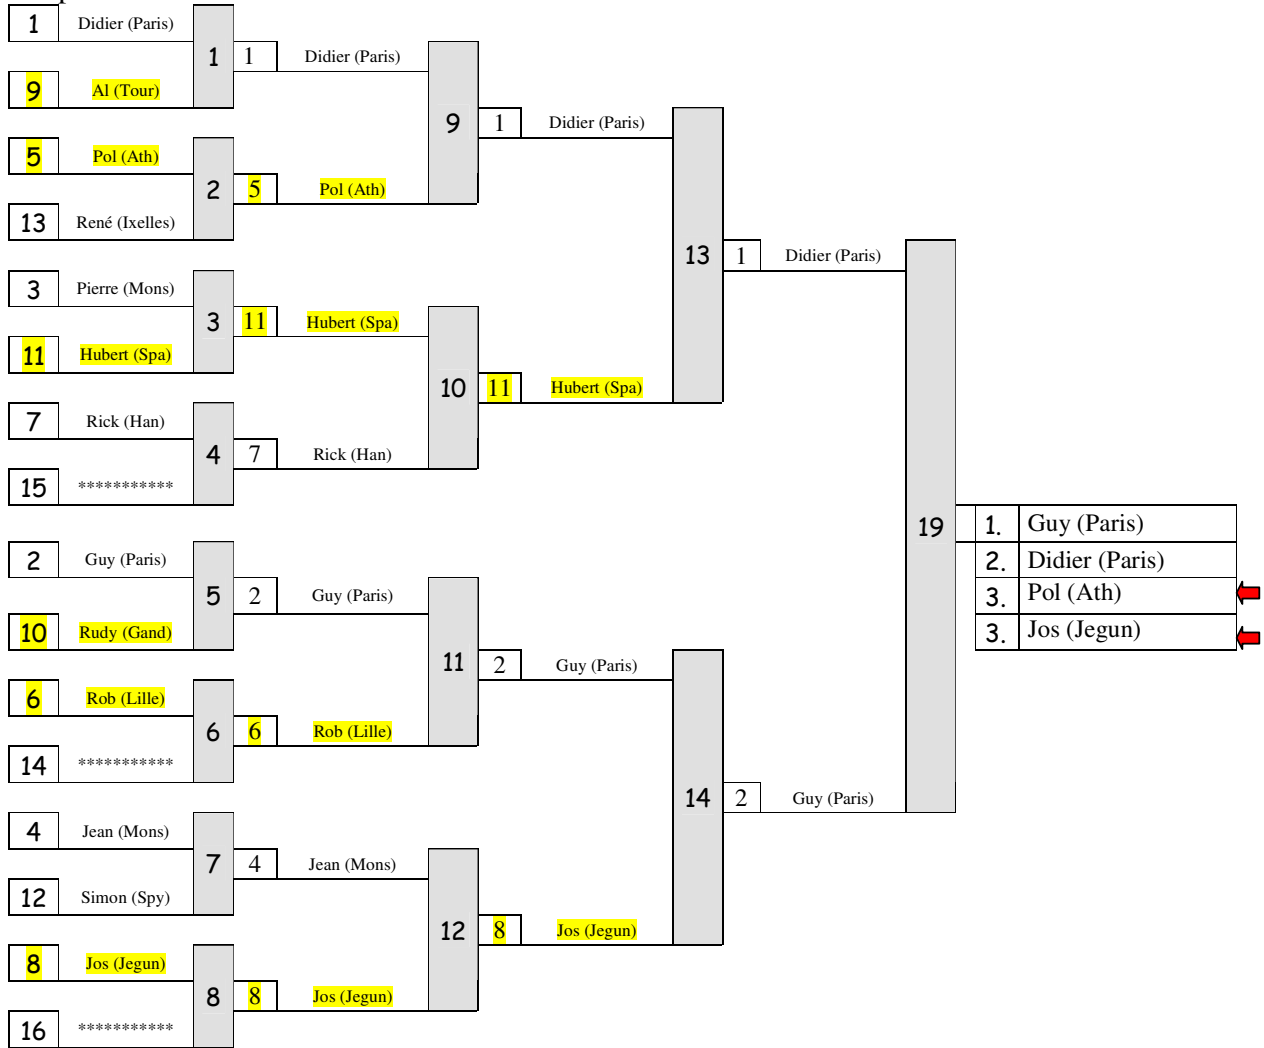 1 Didier (Paris)
1
1 Didier (Paris)
9 Al (Tour)
9
1 Didier (Paris)
5 Pol (Ath)
2
5 Pol (Ath)
13 René (Ixelles)
13
1 Didier (Paris)
3 Pierre (Mons)
3
11 Hubert (Spa)
11 Hubert (Spa)
10
11 Hubert (Spa)
7 Rick (Han)
4
7 Rick (Han)
15 ***********
19
1. Guy (Paris)
2. Didier (Paris)
3. Pol (Ath)
3. Jos (Jegun)
2 Guy (Paris)
5
2 Guy (Paris)
10 Rudy (Gand)
11
2 Guy (Paris)
6 Rob (Lille)
6
6 Rob (Lille)
14 ***********
14
2 Guy (Paris)
4 Jean (Mons)
7
4 Jean (Mons)
12 Simon (Spy)
12
8 Jos (Jegun)
8 Jos (Jegun)
8
8 Jos (Jegun)
16 ***********